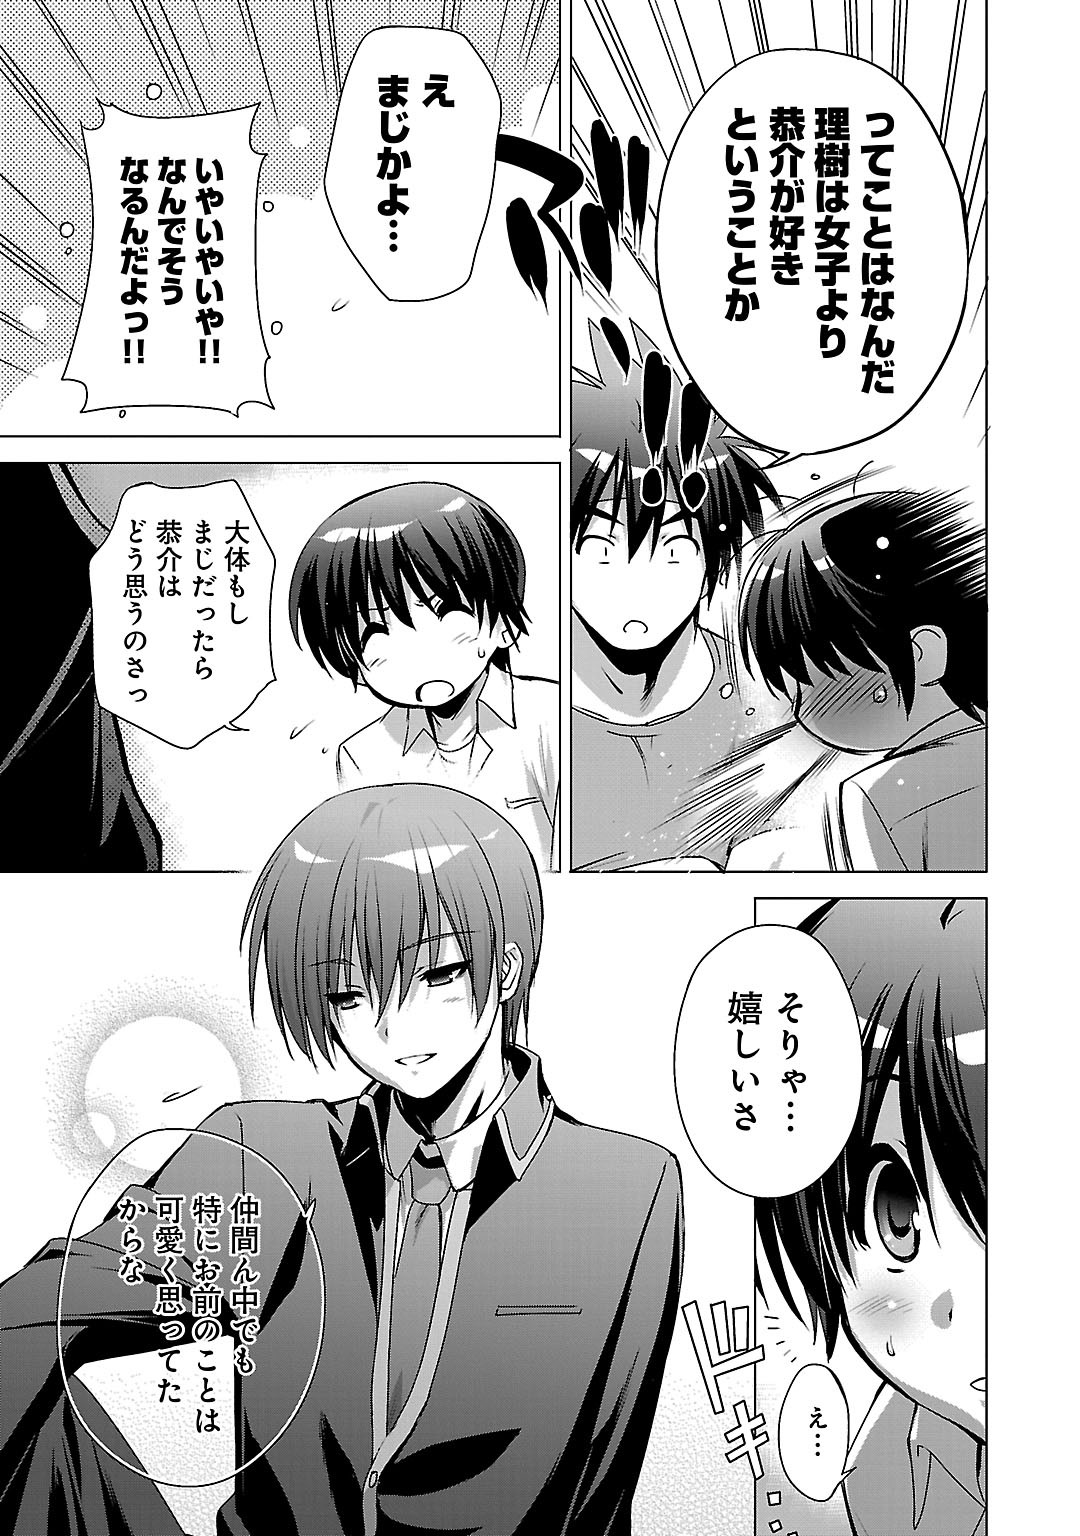 ってことはなんだ
理樹は女子より
恭介が好き
ということか
え
まじかよ…
いやいやいや!!
なんでそう
なるんだよっ!!
大体もし
まじだったら
恭介は
どう思うのさっ
そりゃ…
嬉しいさ
え…
ドキ
仲間ん中でも
特にお前のことは
可愛く思ってた
からな